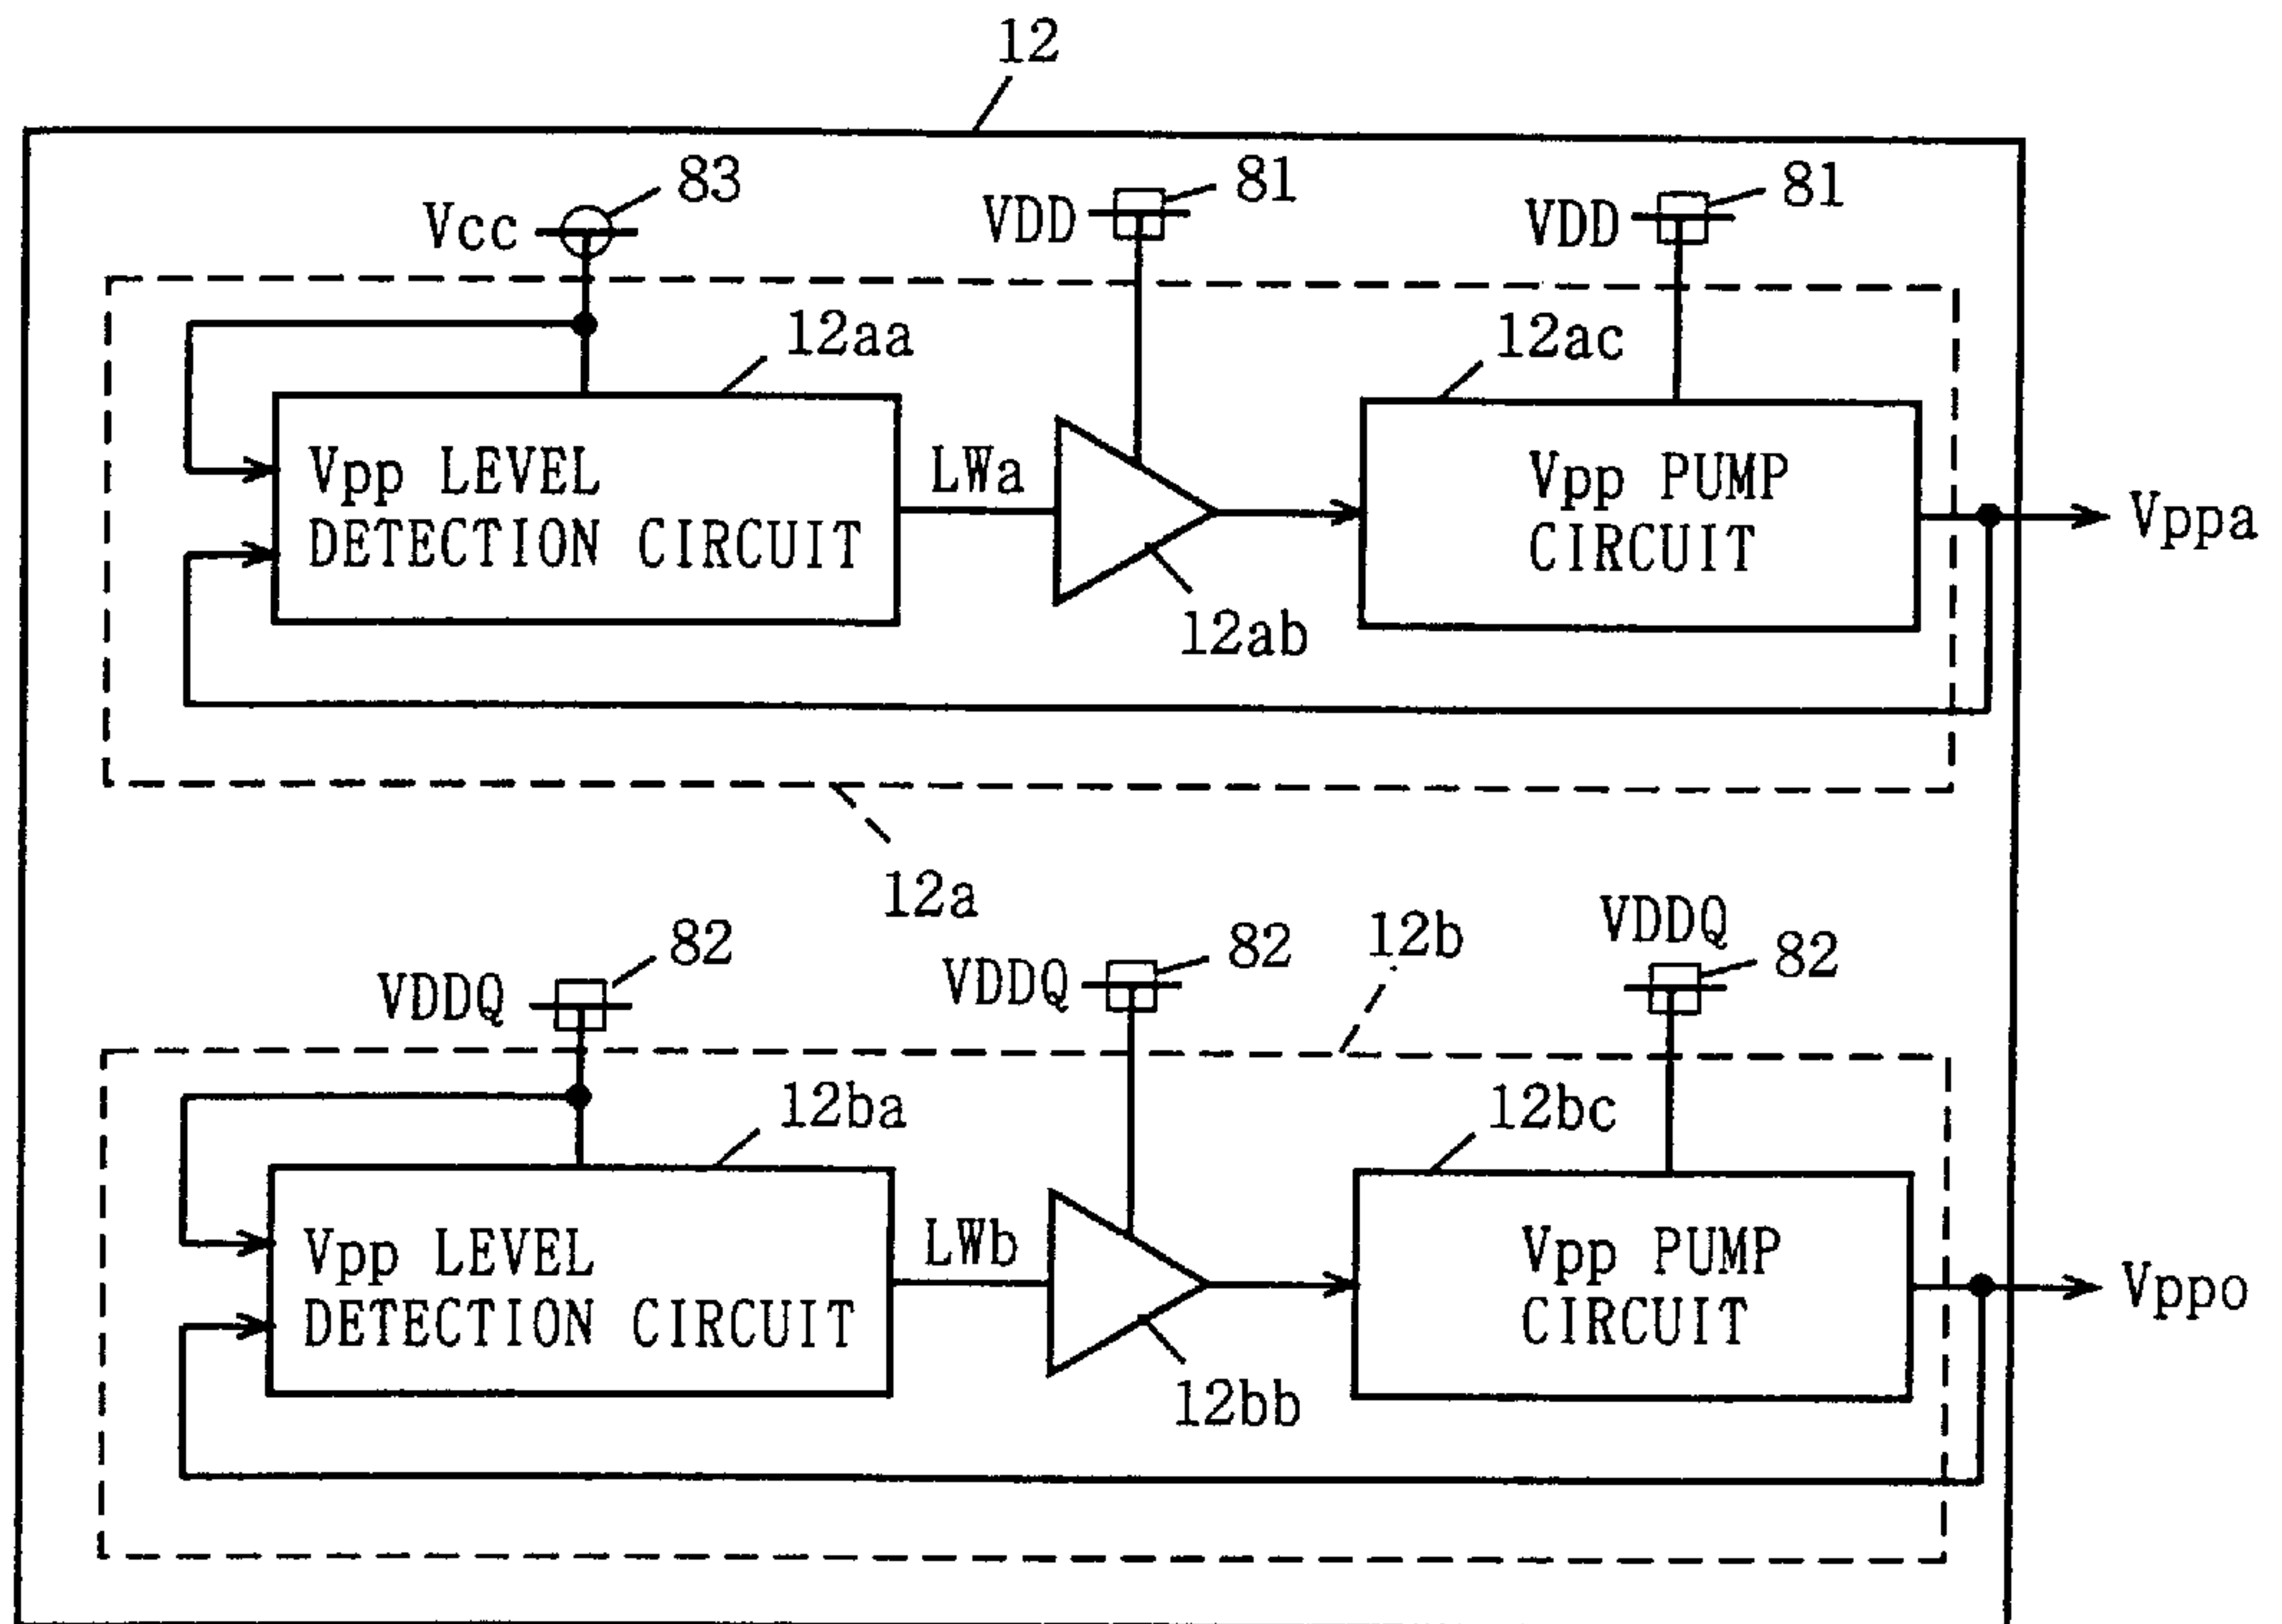 12
Vcc
83
VDD
81
VDD
81
12aa
12ac
Vpp LEVEL
DETECTION CIRCUIT
LWa
Vpp PUMP
CIRCUIT
Vppa
12ab
12a
VDDQ
82
VDDQ
82
12b
VDDQ
82
12ba
12bc
Vpp LEVEL
DETECTION CIRCUIT
LWb
Vpp PUMP
CIRCUIT
Vppo
12bb